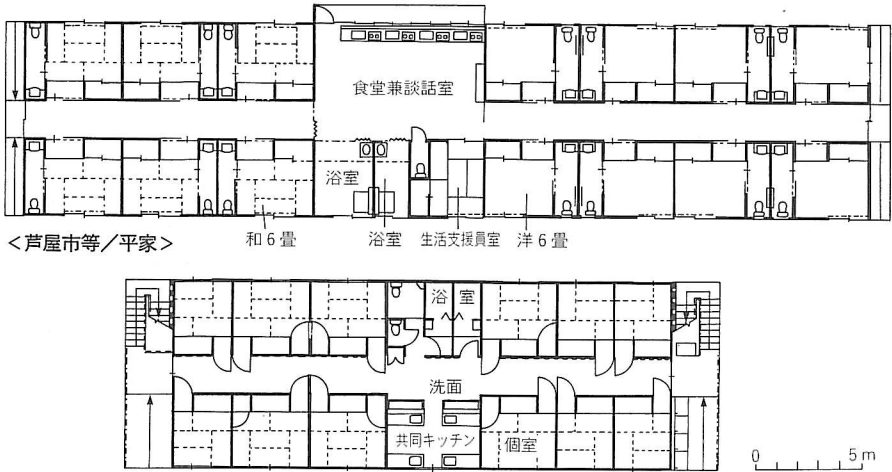 食堂兼談話室
浴室
<芦屋市等/平家>
和6畳
浴室
生活支援員室
洋6畳
浴室
洗面
共同キッチン
個室
0 5m